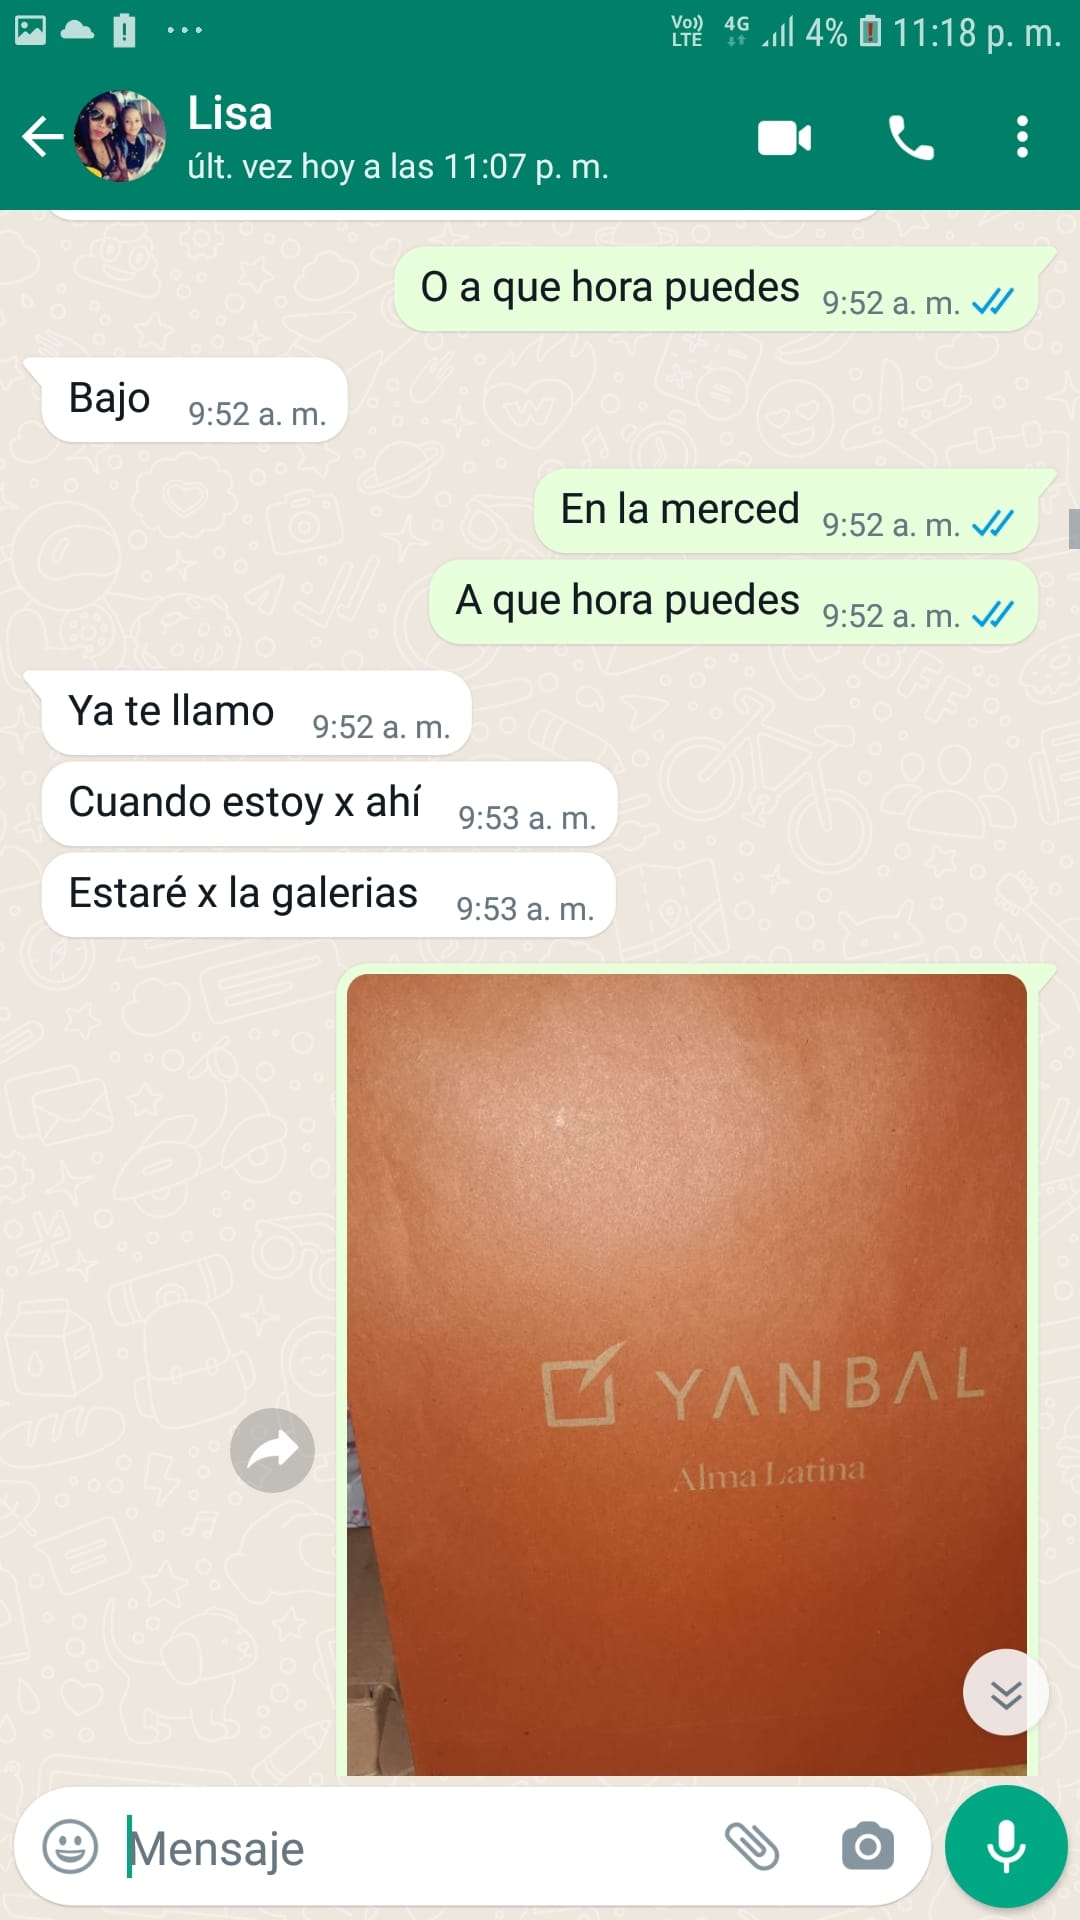 Vo)) LTE 4G 4% 11:18 p. m.
Lisa
últ. vez hoy a las 11:07 p. m.
O a que hora puedes 9:52 a. m.
Bajo 9:52 a. m.
En la merced 9:52 a. m.
A que hora puedes 9:52 a. m.
Ya te llamo 9:52 a. m.
Cuando estoy x ahí 9:53 a. m.
Estaré x la galerias 9:53 a. m.
YANBAL
Alma Latina
Mensaje